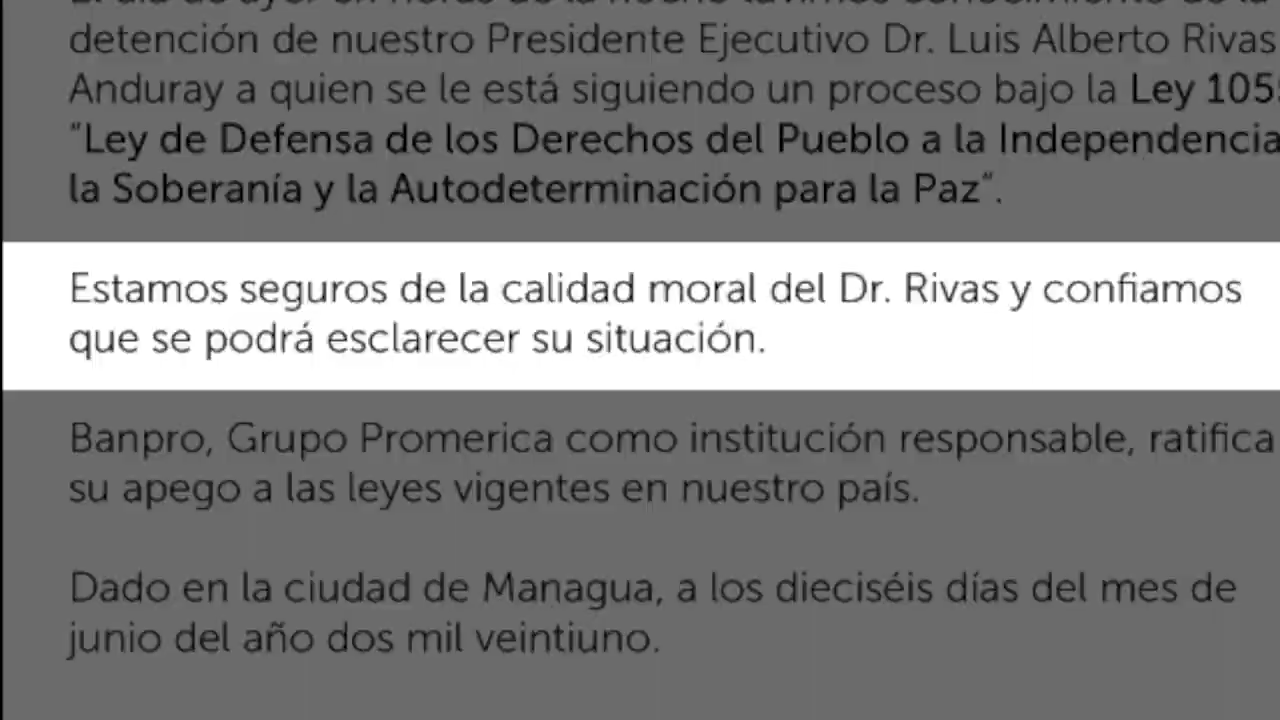 detención de nuestro Presidente Ejecutivo Dr. Luis Alberto Rivas
Anduray a quien se le está siguiendo un proceso bajo la Ley
"Ley de Defensa de los Derechos del Pueblo a la Independencia
la Soberanía y la Autodeterminación para la Paz".
Estamos seguros de la calidad moral del Dr. Rivas y confiamos
que se podrá esclarecer su situación.
Banpro, Grupo Promerica como institución responsable, ratifica
su apego a las leyes vigentes en nuestro país.
Dado en la ciudad de Managua, a los dieciséis días del mes de
junio del año dos mil veintiuno.